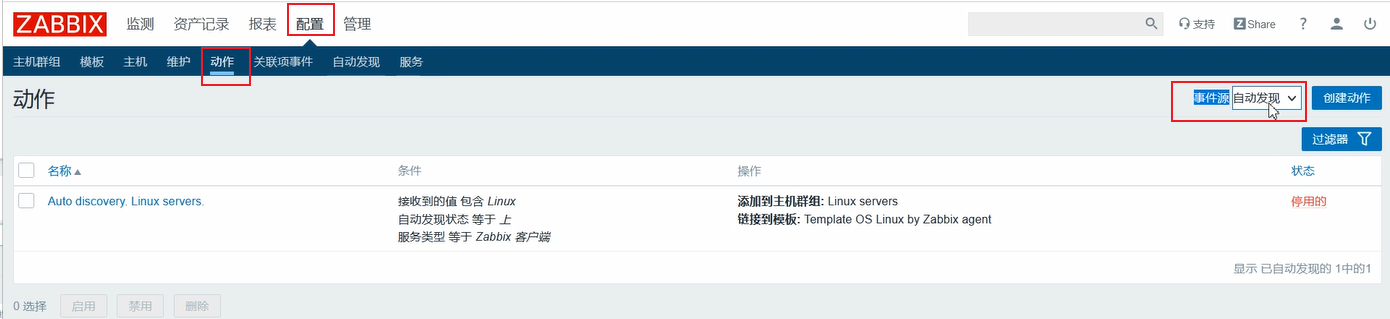 ZABBIX 监测 资产记录 报表 配置 管理 支持 Z Share ?
主机群组 模板 主机 维护 动作 关联项事件 自动发现 服务
动作 事件源 自动发现 创建动作
过滤器
名称 条件 操作 状态
Auto discovery. Linux servers. 接收到的值 包含 Linux 添加到主机群组: Linux servers 停用的
自动发现状态 等于 上 链接到模板: Template OS Linux by Zabbix agent
服务类型 等于 Zabbix 客户端
显示 已自动发现的 1中的1
0 选择 启用 禁用 删除